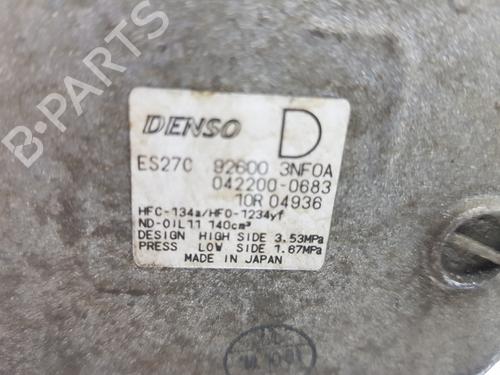 DENSO D
ES27C 92600 3NF0A
042200-0683
10R 04936
HFC-134a/HFO-1234yf
ND-OIL11 140cm³
DESIGN HIGH SIDE 3.53MPa
PRESS LOW SIDE 1.87MPa
MADE IN JAPAN
B-PARTS